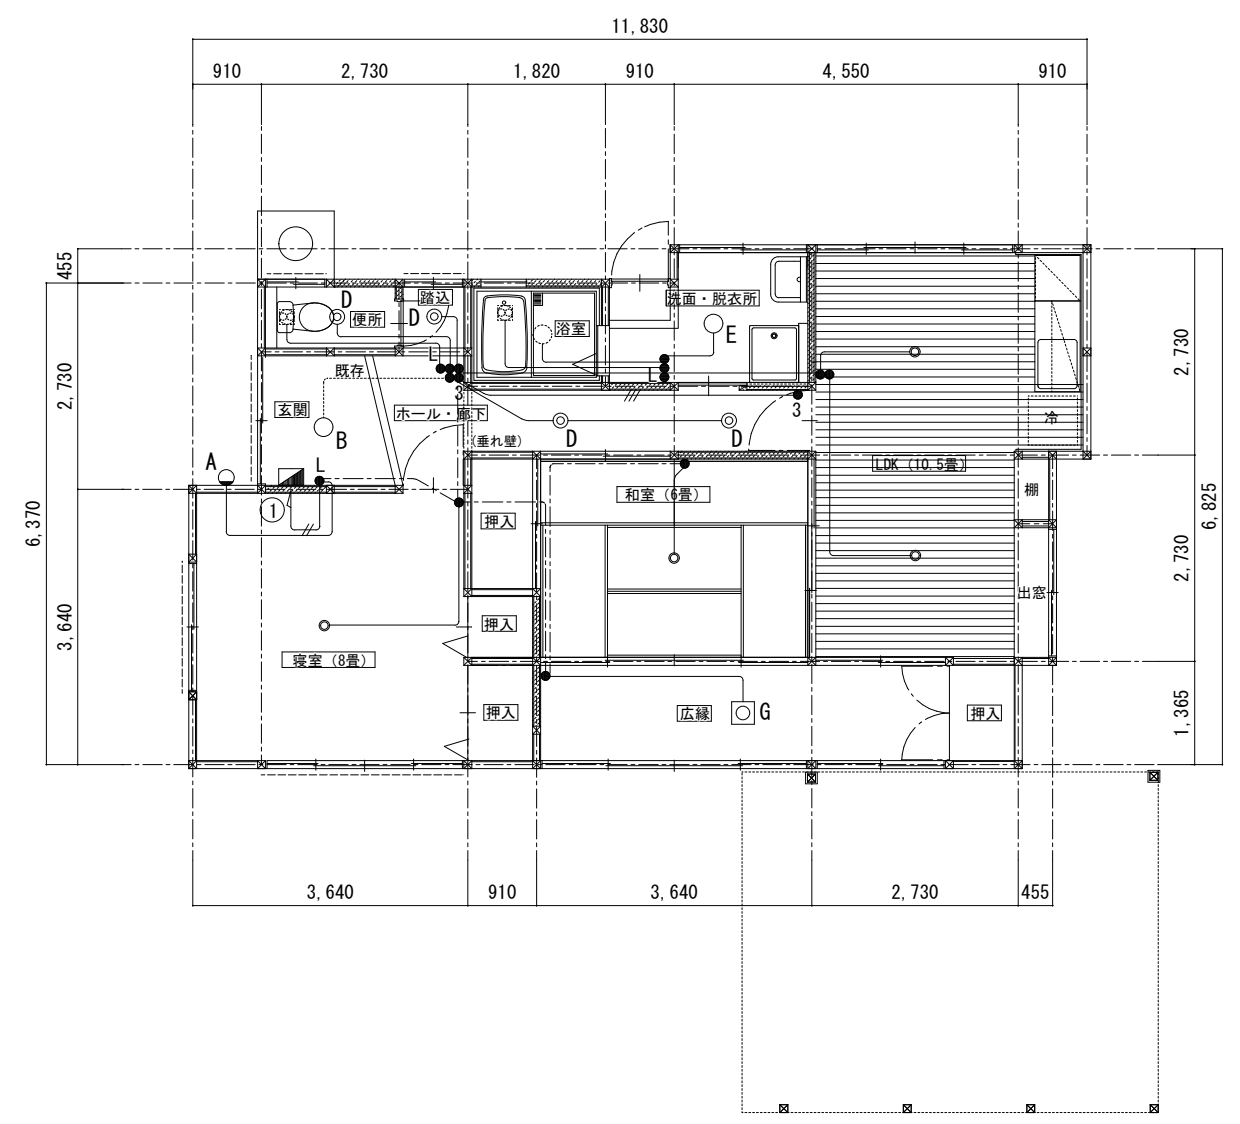 11,830
910 2,730 1,820 910 4,550 910
455
2,730
3,640
6,370
2,730
2,730
1,365
6,825
D
踏込
洗面・脱衣所
便所
D
浴室
E
L
既存
L
3
玄関
ホール・廊下
3
冷
B
(垂れ壁)
D
D
A
L
LDK (10.5畳)
和室 (6畳)
棚
①
押入
出窓
押入
寝室 (8畳)
押入
広縁
G
押入
3,640 910 3,640 2,730 455